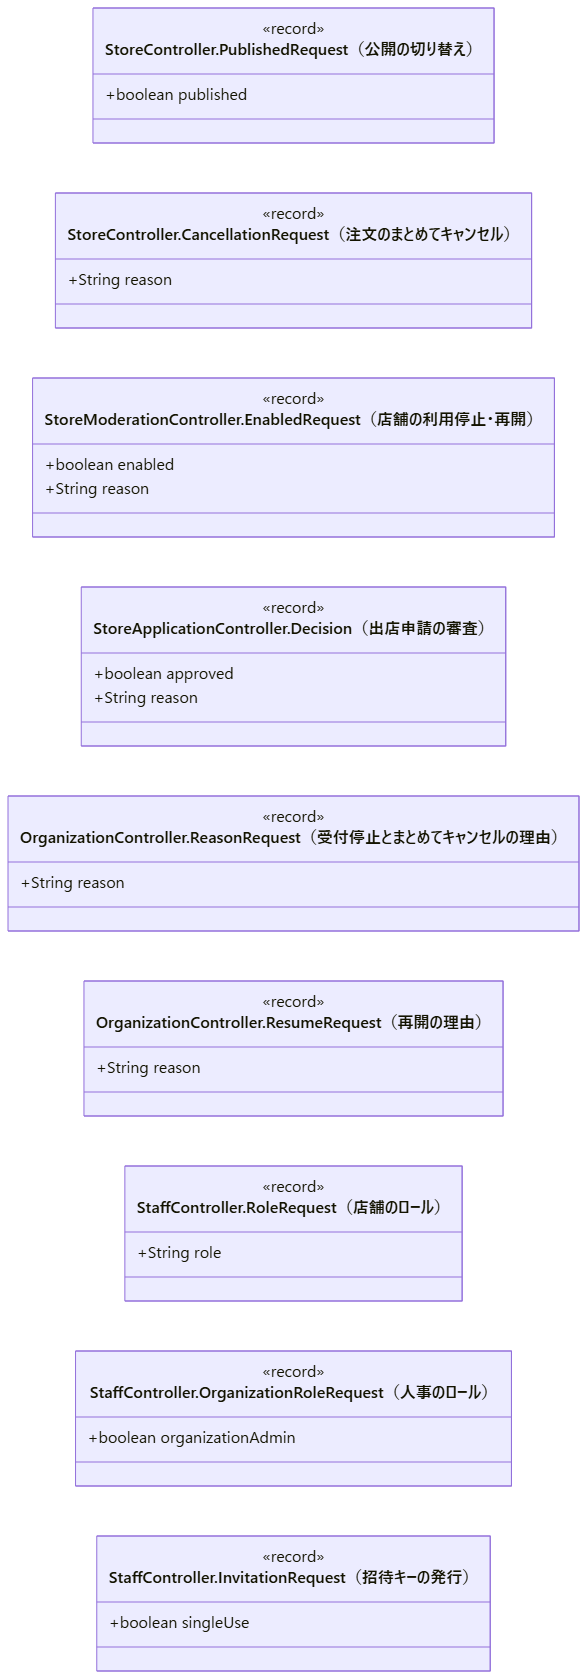 «record»
StoreController.PublishedRequest（公開の切り替え）
+boolean published
«record»
StoreController.CancellationRequest（注文のまとめてキャンセル）
+String reason
«record»
StoreModerationController.EnabledRequest（店舗の利用停止・再開）
+boolean enabled
+String reason
«record»
StoreApplicationController.Decision（出店申請の審査）
+boolean approved
+String reason
«record»
OrganizationController.ReasonRequest（受付停止とまとめてキャンセルの理由）
+String reason
«record»
OrganizationController.ResumeRequest（再開の理由）
+String reason
«record»
StaffController.RoleRequest（店舗のロール）
+String role
«record»
StaffController.OrganizationRoleRequest（人事のロール）
+boolean organizationAdmin
«record»
StaffController.InvitationRequest（招待キーの発行）
+boolean singleUse